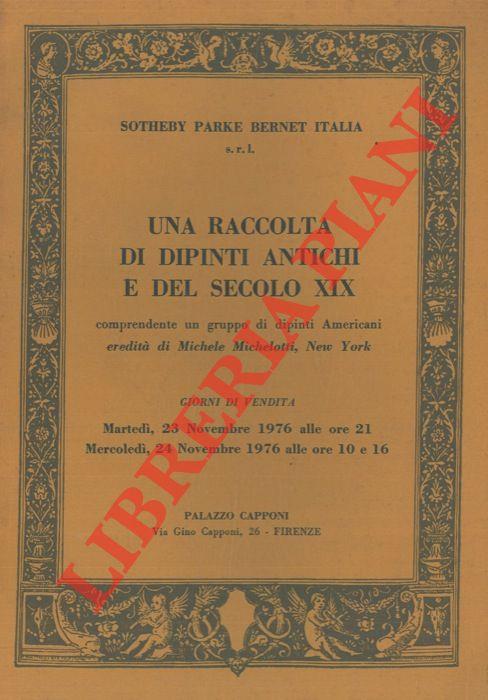 SOTHEBY PARKE BERNET ITALIA
s.r.l.
UNA RACCOLTA
DI DIPINTI ANTICHI
E DEL SECOLO XIX
comprendente un gruppo di dipinti Americani
eredità di Michele Michelotti, New York
GIORNI DI VENDITA
Martedì, 23 Novembre 1976 alle ore 21
Mercoledì, 24 Novembre 1976 alle ore 10 e 16
PALAZZO CAPPONI
Via Gino Capponi, 26 - FIRENZE
LIBRERIA PIANI